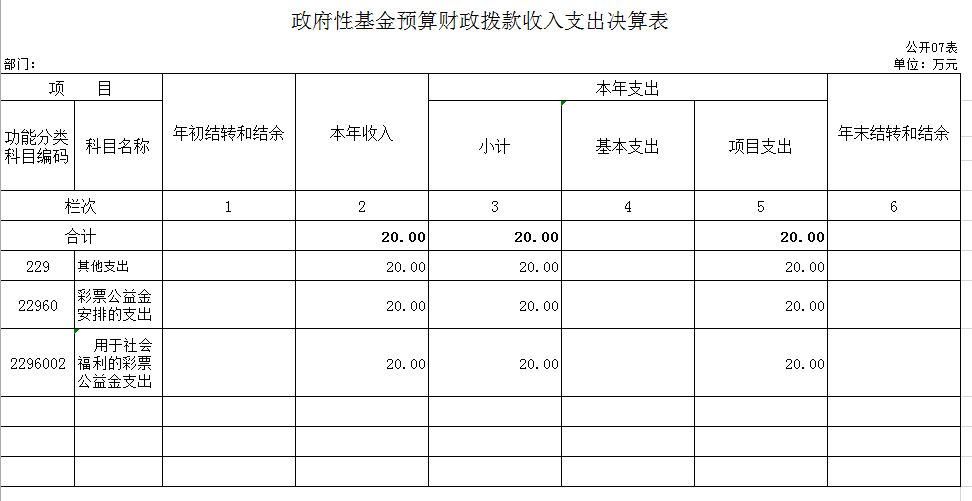 政府性基金预算财政拨款收入支出决算表
公开07表
部门：
单位：万元
项 目
年初结转和结余
本年收入
本年支出
年末结转和结余
功能分类
科目编码
科目名称
小计
基本支出
项目支出
栏次 1 2 3 4 5 6
合计 20.00 20.00 20.00
229 其他支出 20.00 20.00 20.00
22960 彩票公益金
安排的支出 20.00 20.00 20.00
2296002 用于社会
福利的彩票
公益金支出 20.00 20.00 20.00